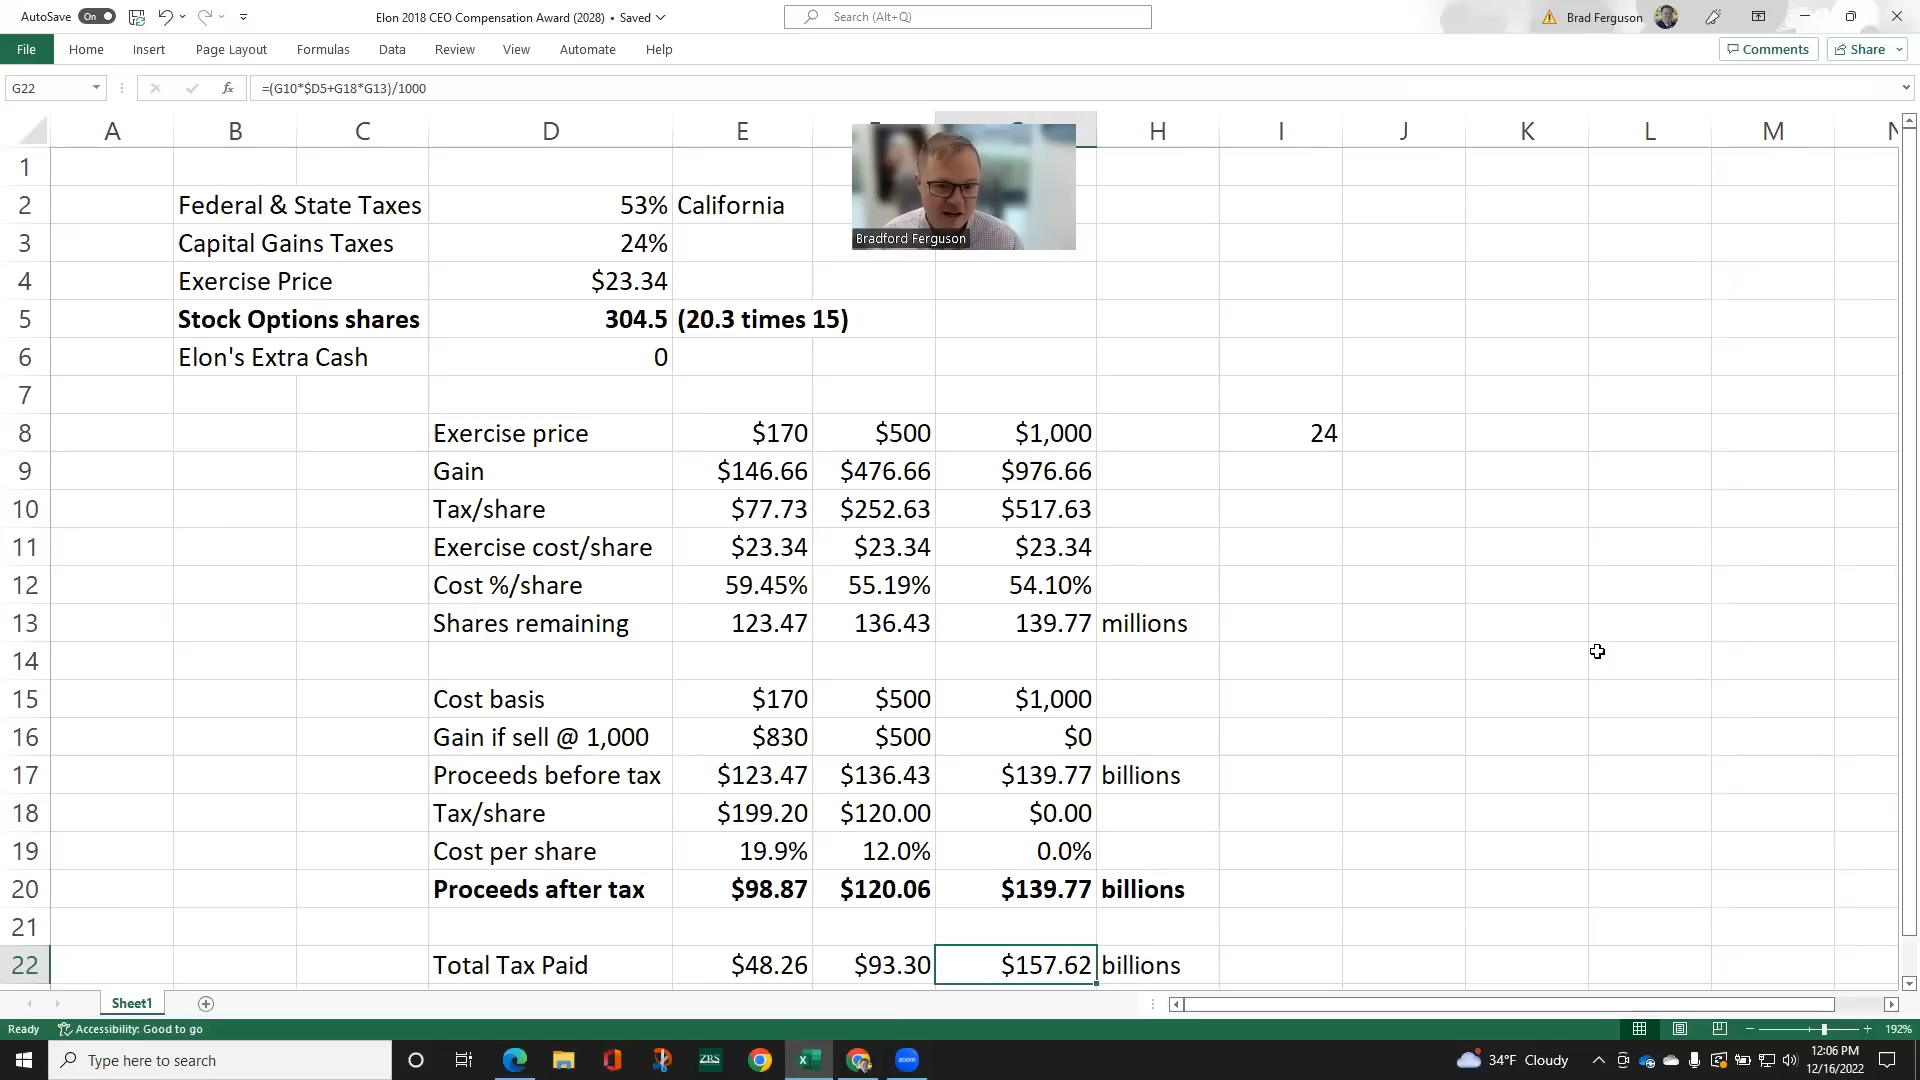 AutoSave On Elon 2018 CEO Compensation Award (2028) • Saved Search (Alt+Q) Brad Ferguson
File Home Insert Page Layout Formulas Data Review View Automate Help Comments Share
G22 fx =(G10*$D5+G18*G13)/1000
A B C D E H I J K L M N
1
2 Federal & State Taxes 53% California
3 Capital Gains Taxes 24%
Bradford Ferguson
4 Exercise Price $23.34
5 Stock Options shares 304.5 (20.3 times 15)
6 Elon's Extra Cash 0
7
8 Exercise price $170 $500 $1,000 24
9 Gain $146.66 $476.66 $976.66
10 Tax/share $77.73 $252.63 $517.63
11 Exercise cost/share $23.34 $23.34 $23.34
12 Cost %/share 59.45% 55.19% 54.10%
13 Shares remaining 123.47 136.43 139.77 millions
14
15 Cost basis $170 $500 $1,000
16 Gain if sell @ 1,000 $830 $500 $0
17 Proceeds before tax $123.47 $136.43 $139.77 billions
18 Tax/share $199.20 $120.00 $0.00
19 Cost per share 19.9% 12.0% 0.0%
20 Proceeds after tax $98.87 $120.06 $139.77 billions
21
22 Total Tax Paid $48.26 $93.30 $157.62 billions
Sheet1
Ready Accessibility: Good to go 192%
Type here to search ZRS zoom 34°F Cloudy 12:06 PM
12/16/2022